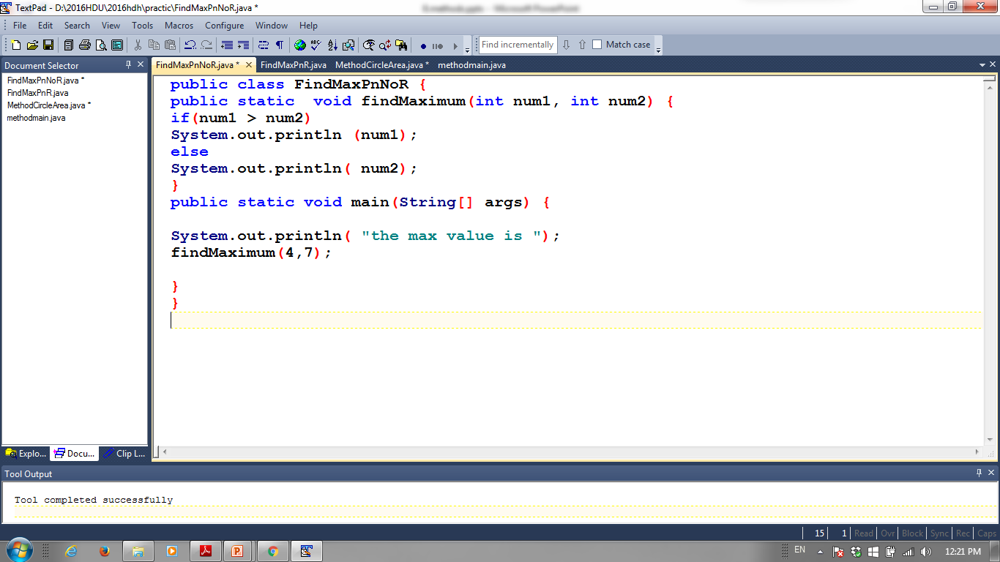 TextPad - D:\2016HDU\2016hdh\practic\FindMaxPnNoR.java *
6.methods.pptx - Microsoft PowerPoint
File Edit Search View Tools Macros Configure Window Help
Find incrementally Match case
Document Selector
FindMaxPnNoR.java *
FindMaxPnR.java
MethodCircleArea.java *
methodmain.java
FindMaxPnNoR.java * FindMaxPnR.java MethodCircleArea.java * methodmain.java
public class FindMaxPnNoR {
public static  void findMaximum(int num1, int num2) {
if(num1 > num2)
System.out.println (num1);
else
System.out.println( num2);
}
public static void main(String[] args) {
System.out.println( "the max value is ");
findMaximum(4,7);
}
}
Explo... Docu... Clip L...
Tool Output
Tool completed successfully
15 1 Read Ovr Block Sync Rec Caps
EN 12:21 PM